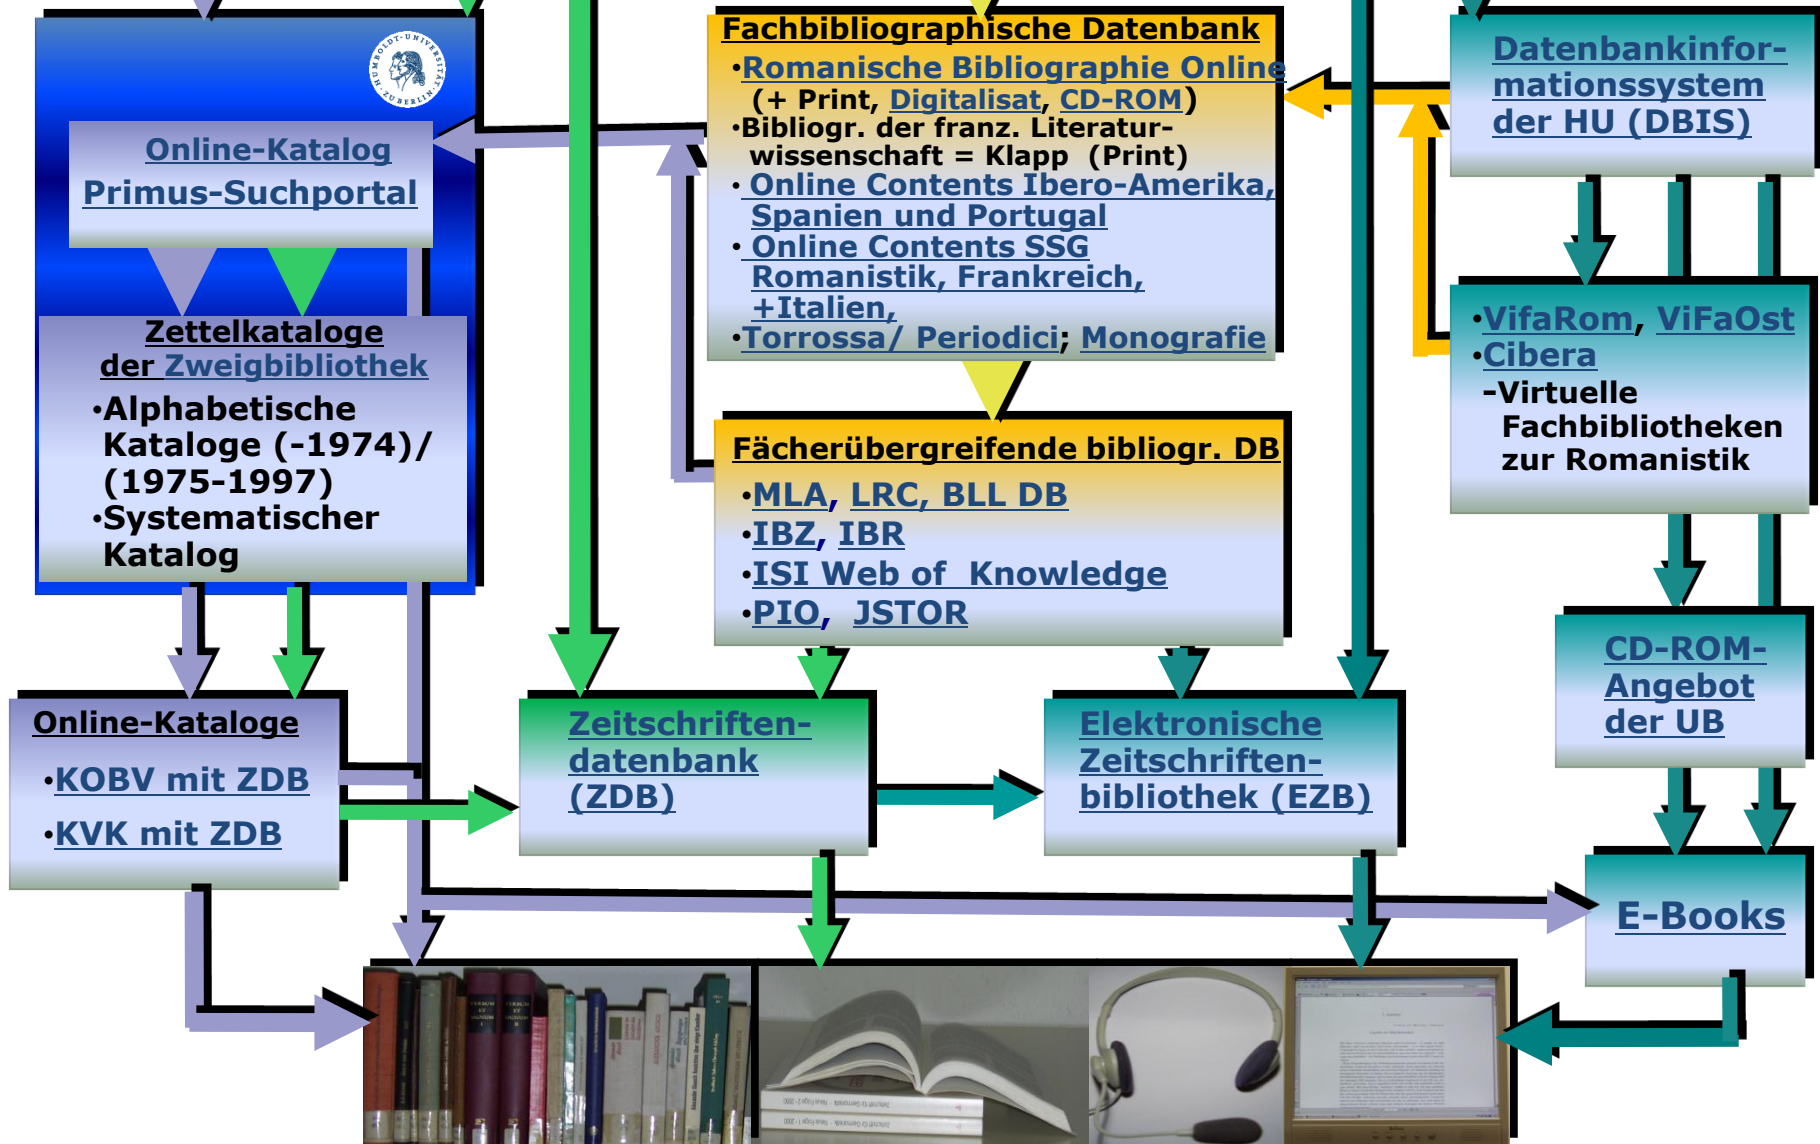 HUMBOLDT-UNIVERSITÄT ZU BERLIN
Online-Katalog
Primus-Suchportal
Zettelkataloge
der Zweigbibliothek
•Alphabetische
Kataloge (-1974)/
(1975-1997)
•Systematischer
Katalog
Online-Kataloge
•KOBV mit ZDB
•KVK mit ZDB
Fachbibliographische Datenbank
•Romanische Bibliographie Online
(+ Print, Digitalisat, CD-ROM)
•Bibliogr. der franz. Literatur-
wissenschaft = Klapp (Print)
• Online Contents Ibero-Amerika,
Spanien und Portugal
• Online Contents SSG
Romanistik, Frankreich,
+Italien,
•Torrossa/ Periodici; Monografie
Fächerübergreifende bibliogr. DB
•MLA, LRC, BLL DB
•IBZ, IBR
•ISI Web of Knowledge
•PIO, JSTOR
Zeitschriften-
datenbank
(ZDB)
Elektronische
Zeitschriften-
bibliothek (EZB)
Datenbankinfor-
mationssystem
der HU (DBIS)
•VifaRom, ViFaOst
•Cibera
-Virtuelle
Fachbibliotheken
zur Romanistik
CD-ROM-
Angebot
der UB
E-Books